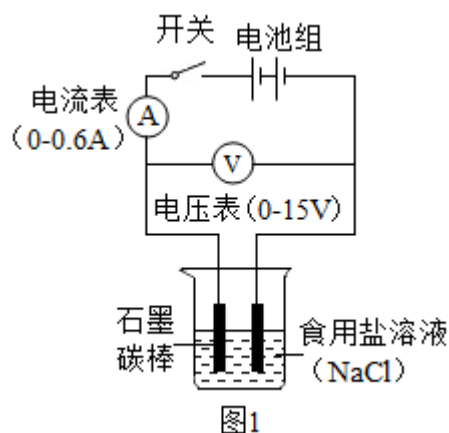 开关
电池组
电流表
(0-0.6A)
A
V
电压表(0-15V)
石墨
碳棒
食用盐溶液
(NaCl)
图1